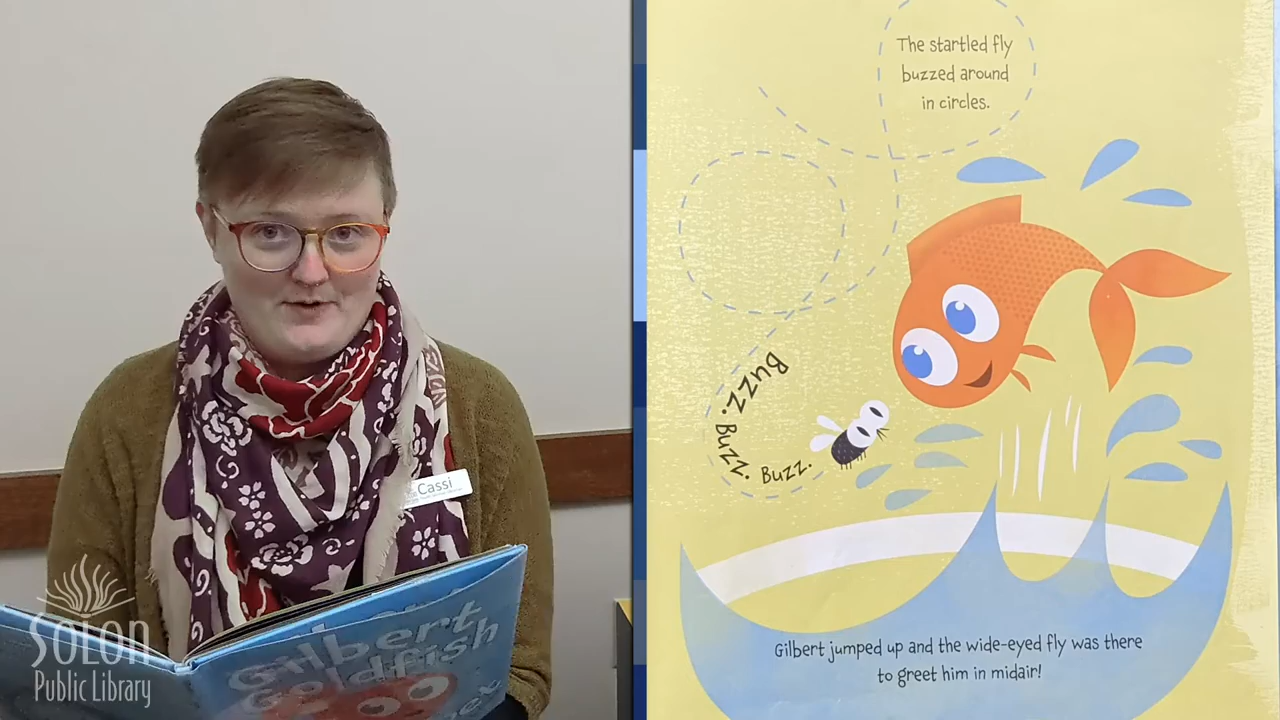 Cassi
Gilbert
Goldfish
SOLON
Public Library
The startled fly
buzzed around
in circles.
Buzz. Buzz. Buzz.
Gilbert jumped up and the wide-eyed fly was there
to greet him in midair!